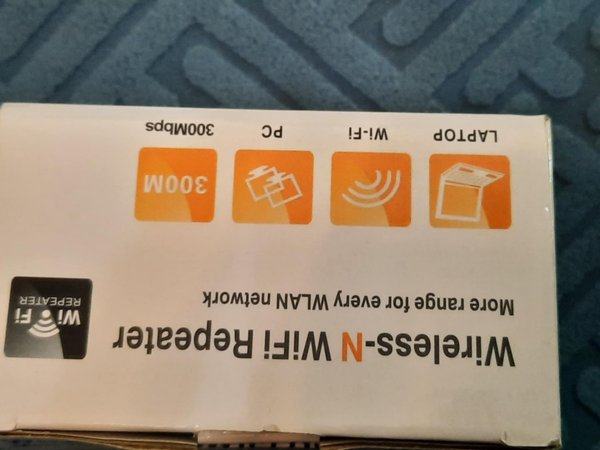 Wireless-N WiFi Repeater
More range for every WLAN network
Wi Fi
REPEATER
300M
LAPTOP
Wi-Fi
PC
300Mbps